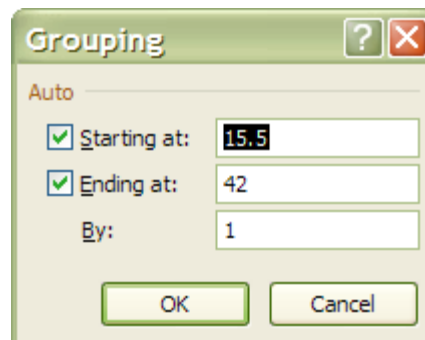 Grouping
Auto
Starting at: 15.5
Ending at: 42
By: 1
OK Cancel